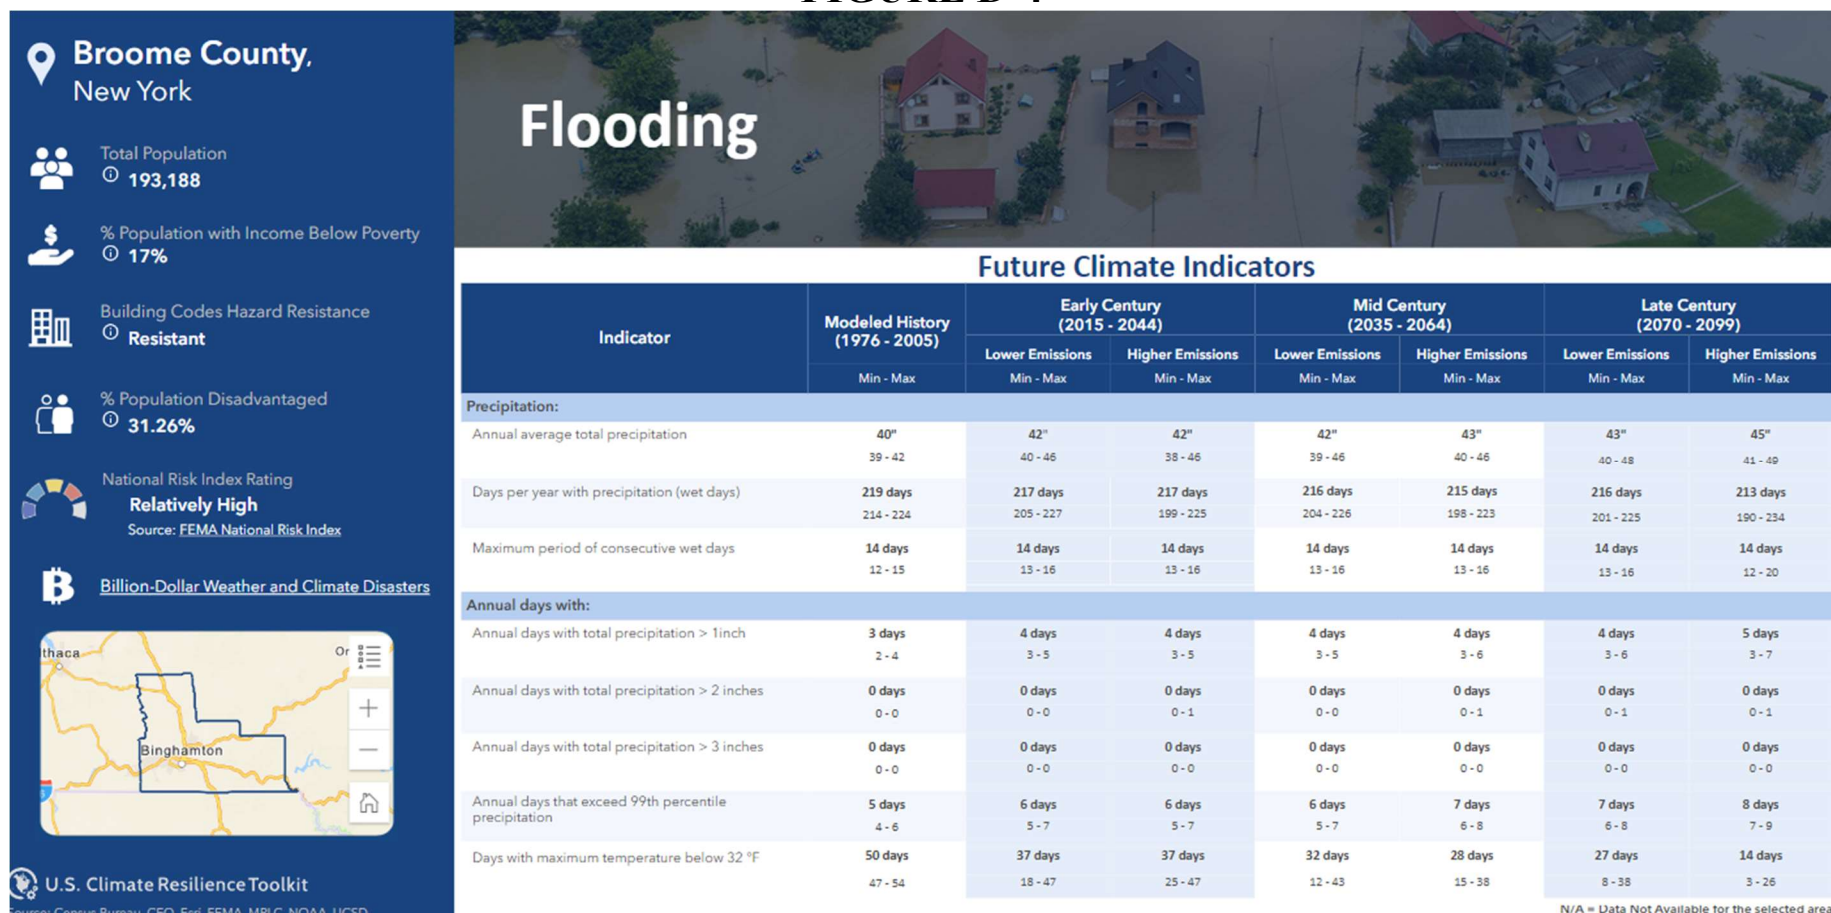 Broome County,
New York
Total Population
193,188
% Population with Income Below Poverty
17%
Building Codes Hazard Resistance
Resistant
% Population Disadvantaged
31.26%
National Risk Index Rating
Relatively High
Source: FEMA National Risk Index
Billion-Dollar Weather and Climate Disasters
thaca
Or
Binghamton
U.S. Climate Resilience Toolkit
Flooding
Future Climate Indicators
Indicator
Modeled History
(1976 - 2005)
Min - Max
Early Century
(2015 - 2044)
Mid Century
(2035 - 2064)
Late Century
(2070 - 2099)
Lower Emissions Higher Emissions Lower Emissions Higher Emissions Lower Emissions Higher Emissions
Min - Max Min - Max Min - Max Min - Max Min - Max Min - Max
Precipitation:
Annual average total precipitation 40" 42" 42" 42" 43" 43" 45"
39 - 42 40 - 46 38 - 46 39 - 46 40 - 46 40 - 48 41 - 49
Days per year with precipitation (wet days) 219 days 217 days 217 days 216 days 215 days 216 days 213 days
214 - 224 205 - 227 199 - 225 204 - 226 198 - 223 201 - 225 190 - 234
Maximum period of consecutive wet days 14 days 14 days 14 days 14 days 14 days 14 days 14 days
12 - 15 13 - 16 13 - 16 13 - 16 13 - 16 13 - 16 12 - 20
Annual days with:
Annual days with total precipitation > 1inch 3 days 4 days 4 days 4 days 4 days 4 days 5 days
2 - 4 3 - 5 3 - 5 3 - 5 3 - 6 3 - 6 3 - 7
Annual days with total precipitation > 2 inches 0 days 0 days 0 days 0 days 0 days 0 days 0 days
0 - 0 0 - 0 0 - 1 0 - 0 0 - 1 0 - 1 0 - 1
Annual days with total precipitation > 3 inches 0 days 0 days 0 days 0 days 0 days 0 days 0 days
0 - 0 0 - 0 0 - 0 0 - 0 0 - 0 0 - 0 0 - 0
Annual days that exceed 99th percentile
precipitation 5 days 6 days 6 days 6 days 7 days 7 days 8 days
4 - 6 5 - 7 5 - 7 5 - 7 6 - 8 6 - 8 7 - 9
Days with maximum temperature below 32 °F 50 days 37 days 37 days 32 days 28 days 27 days 14 days
47 - 54 18 - 47 25 - 47 12 - 43 15 - 38 8 - 38 3 - 26
N/A = Data Not Available for the selected area